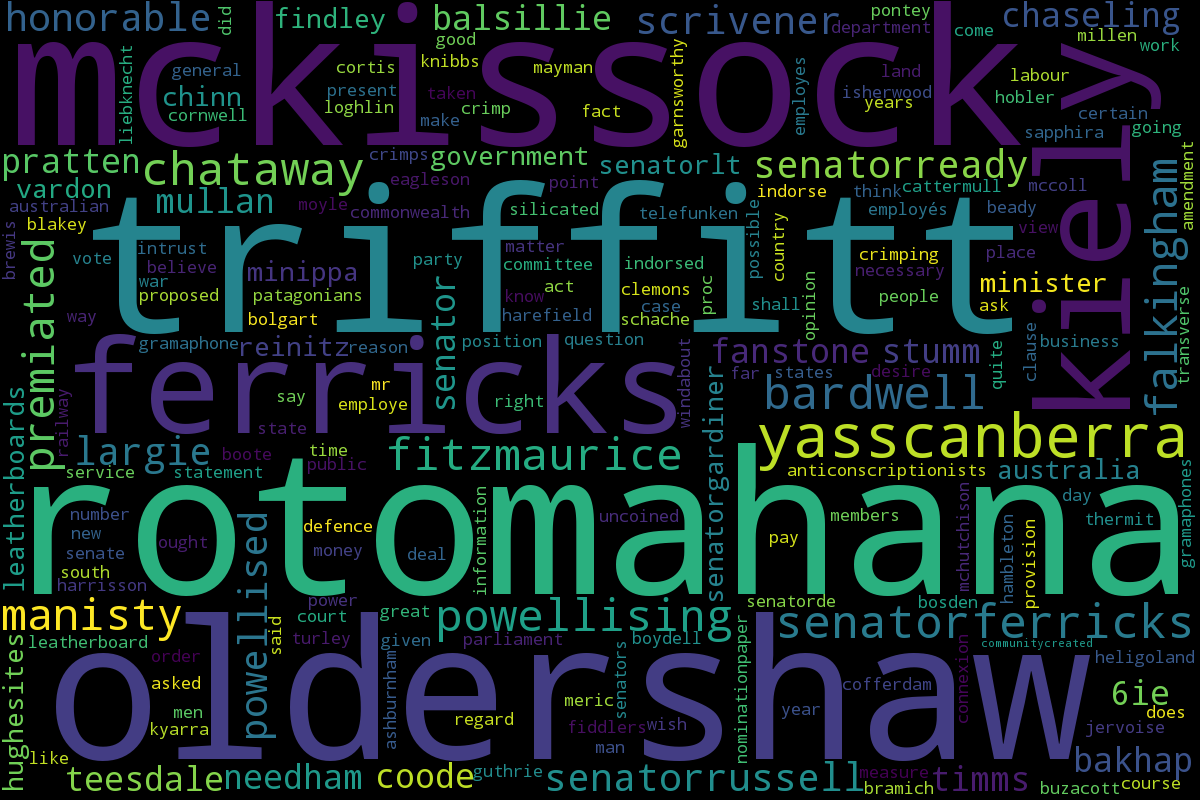 honorable
did
findley
balsillie
scrivener
pontey
department
chaseling
come
millen
work
mckissock
good
knibbs
general
cortis
mayman
land
labour
chinn
present
loghlin
taken
crimp
fact
isherwood
years
hobler
certain
cornwell
make
liebknecht
garnsworthy
employes
sapphira
going
kiely
pratten
chataway
crimps
government
senatorlt
senatorready
vardon
mullan
eagleson
point
indorse
think
cattermull
mccoll
amendment
australian
moyle
commonwealth
silicated
telefunken
employés
beady
falkingham
blakey
triffitt
view
brewis
vote
intrust
party
matter
possible
country
crimping
place
believe
war
minippa
committee
indorsed
necessary
minister
proposed
patagonians
act
clemons
proc
people
ask
know
case
shall
way
bolgart
harefield
schache
opinion
transverse
premiated
senator
gramaphone
reinitz
reason
position
question
fanstone
stumm
quite
clause
business
ferricks
mr
windabout
far
states
desire
say
employe
right
bardwell
railway
state
leatherboards
largie
boote
time
fitzmaurice
senatorgardiner
yasscanberra
service
statement
public
anticonscriptionists
australia
rotomahana
number
defence
information
uncoined
members
mchutchison
day
gramaphones
new
ought
money
deal
pay
hambleton
provision
thermit
senate
south
harrisson
power
senatorde
bosden
manisty
powellised
court
great
powellising
senatorferricks
leatherboard
said
turley
given
parliament
boydell
communitycreated
oldershaw
order
heligoland
hughesites
asked
ashburnham
meric
senators
nominationpaper
cofferdam
connexion
6ie
men
regard
year
does
kyarra
fiddlers
wish
jervoise
like
man
bakhap
teesdale
needham
coode
guthrie
senatorrussell
measure
timms
bramich
buzacott
course